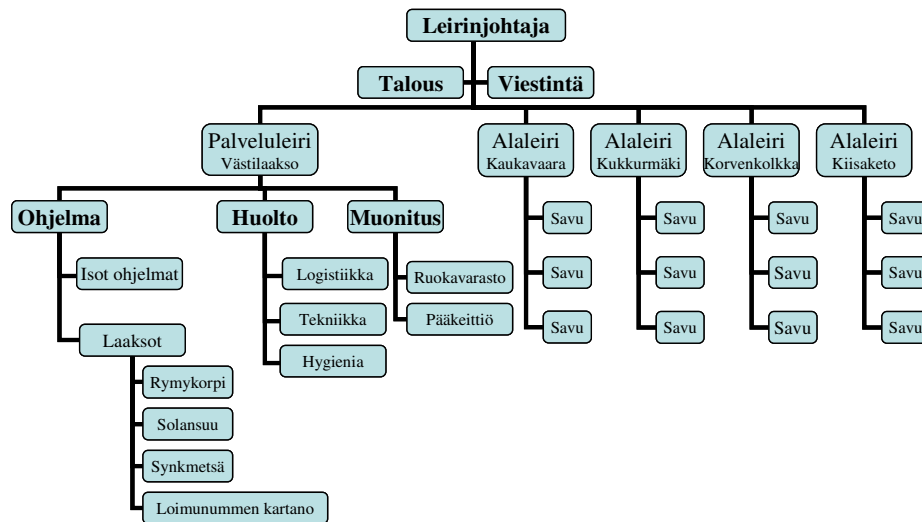 Leirinjohtaja
Talous
Viestintä
Palveluleiri
Västilaakso
Alaleiri
Kaukavaara
Alaleiri
Kukkurmäki
Alaleiri
Korvenkolkka
Alaleiri
Kiisaketo
Ohjelma
Huolto
Muonitus
Savu
Savu
Savu
Savu
Isot ohjelmat
Logistiikka
Ruokavarasto
Savu
Savu
Savu
Savu
Tekniikka
Pääkeittiö
Savu
Savu
Savu
Savu
Laaksot
Hygienia
Rymykorpi
Solansuu
Synkmetsä
Loimunummen kartano